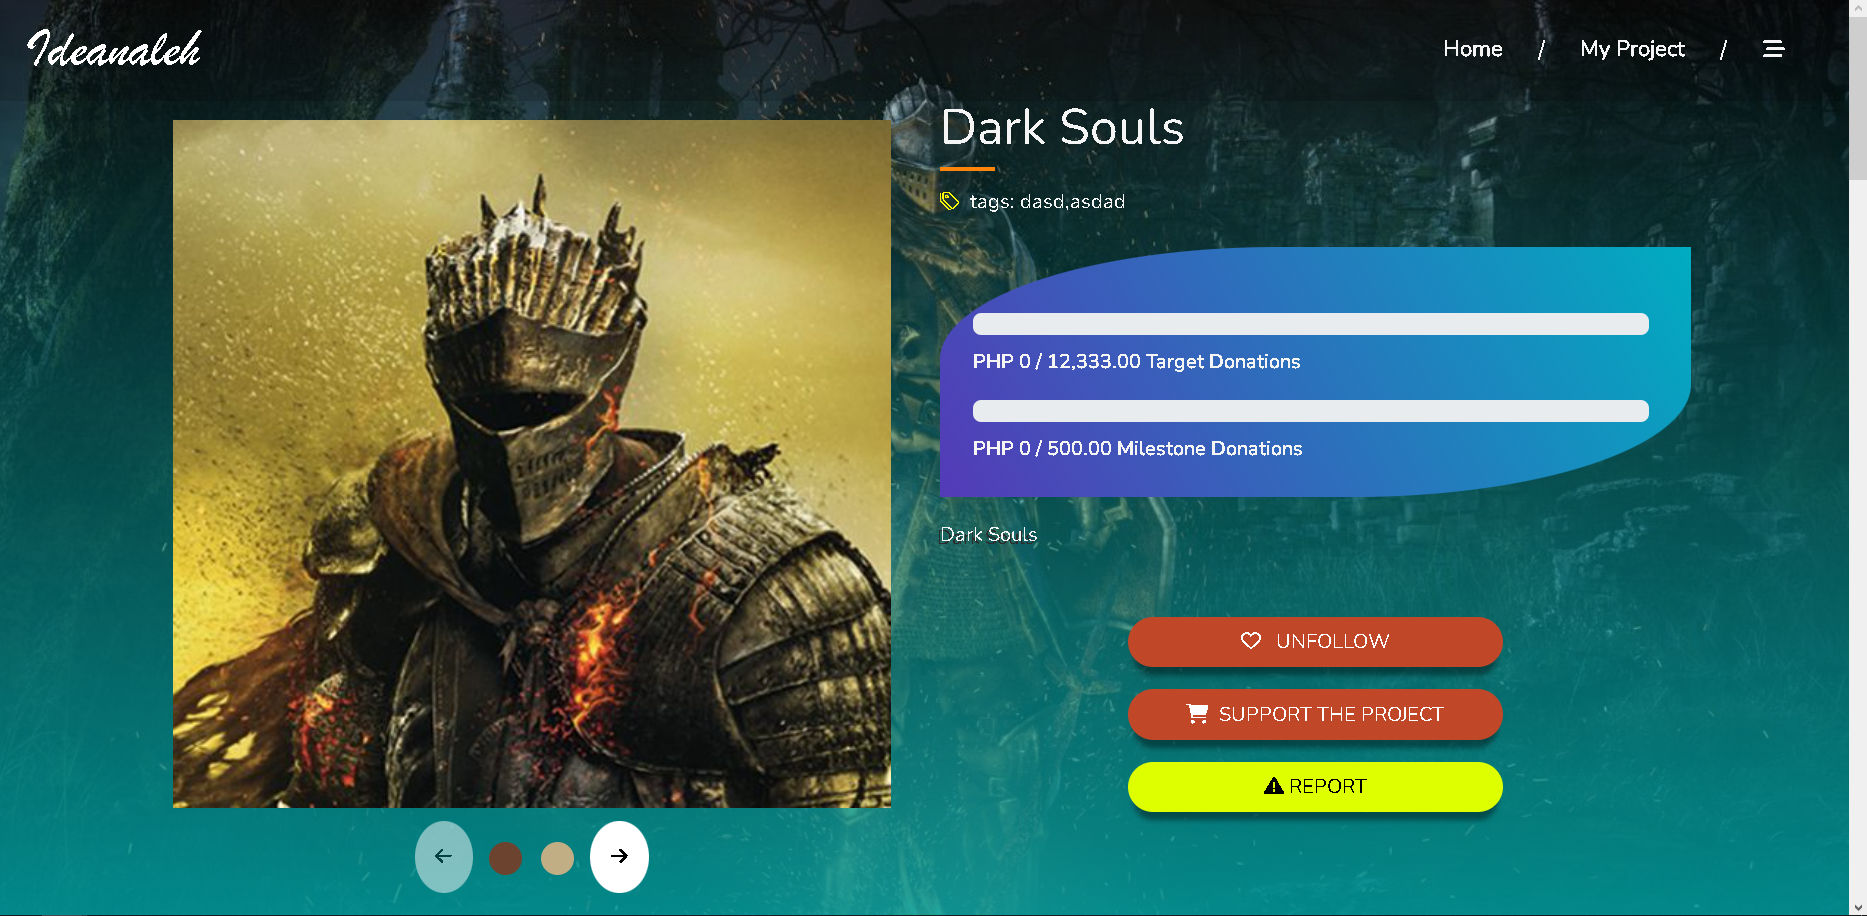 Ideanaleh
Home / My Project /
Dark Souls
tags: dasd,asdad
PHP 0 / 12,333.00 Target Donations
PHP 0 / 500.00 Milestone Donations
Dark Souls
UNFOLLOW
SUPPORT THE PROJECT
REPORT